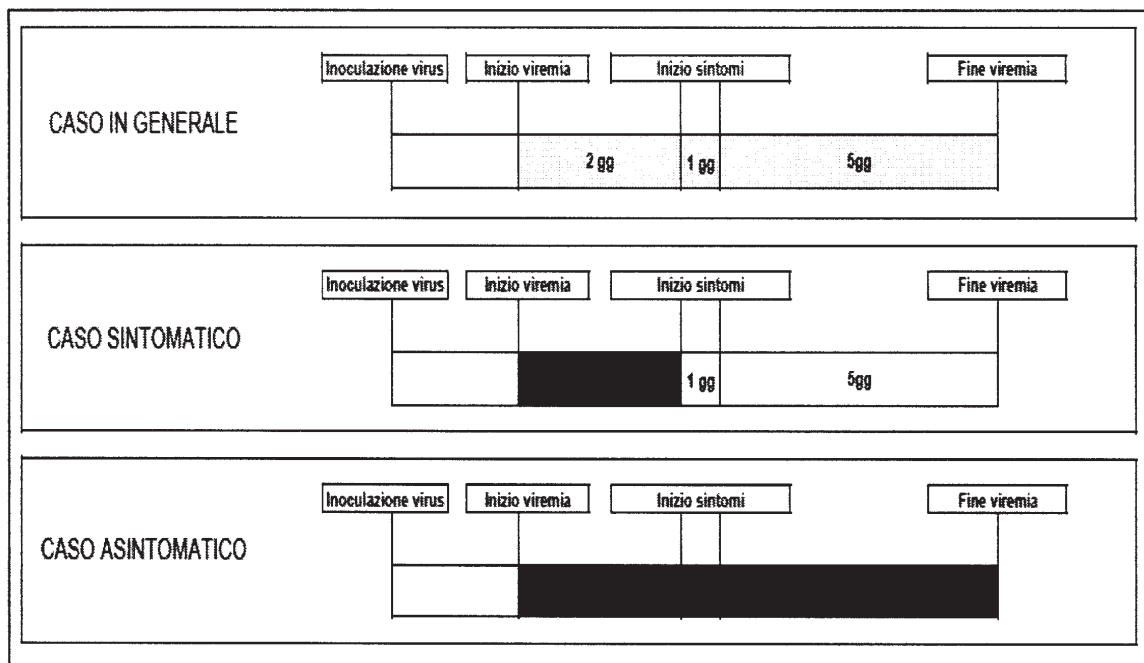 Inoculazione virus Inizio viremia Inizio sintomi Fine viremia
CASO IN GENERALE
2 gg 1 gg 5gg
Inoculazione virus Inizio viremia Inizio sintomi Fine viremia
CASO SINTOMATICO
1 gg 5gg
Inoculazione virus Inizio viremia Inizio sintomi Fine viremia
CASO ASINTOMATICO